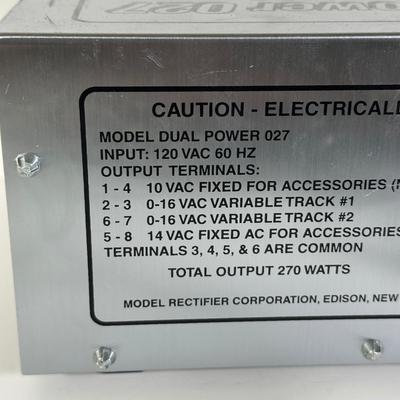 Power 027
CAUTION - ELECTRICAL
MODEL DUAL POWER 027
INPUT: 120 VAC 60 HZ
OUTPUT TERMINALS:
1 - 4 10 VAC FIXED FOR ACCESSORIES
2 - 3 0-16 VAC VARIABLE TRACK #1
6 - 7 0-16 VAC VARIABLE TRACK #2
5 - 8 14 VAC FIXED AC FOR ACCESSORIES
TERMINALS 3, 4, 5, & 6 ARE COMMON
TOTAL OUTPUT 270 WATTS
MODEL RECTIFIER CORPORATION, EDISON, NEW